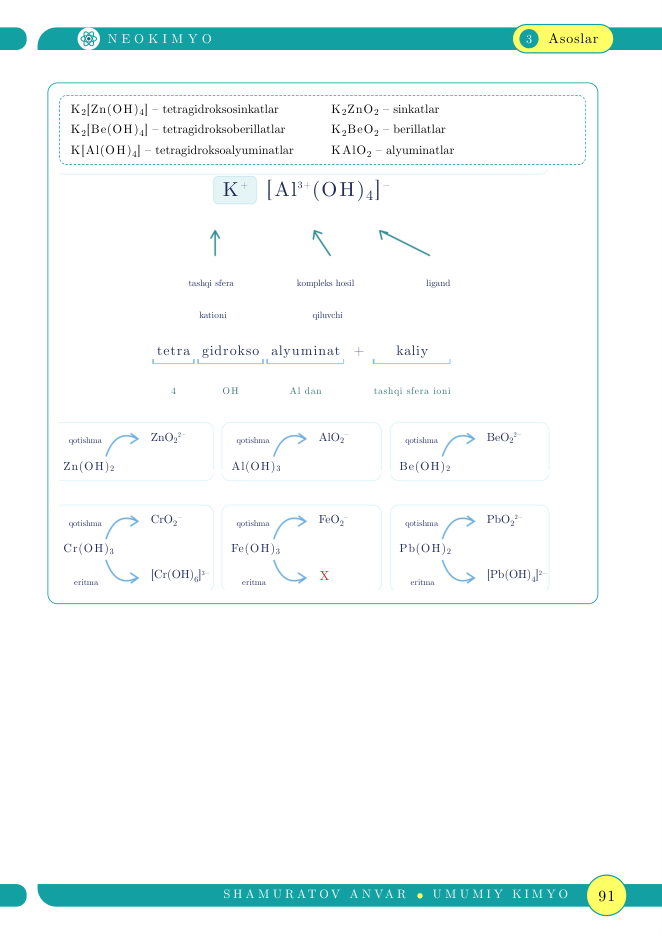 NEOKIMYO
3 Asoslar
K₂[Zn(OH)₄] – tetragidroksosinkatlar K₂ZnO₂ – sinkatlar
K₂[Be(OH)₄] – tetragidroksoberillatlar K₂BeO₂ – berillatlar
K[Al(OH)₄] – tetragidroksoalyuminatlar KAlO₂ – alyuminatlar
K⁺ [Al³⁺(OH)₄]⁻
tashqi sfera kompleks hosil ligand
kationi qiluvchi
tetra gidrokso alyuminat + kaliy
4 OH Al dan tashqi sfera ioni
qotishma ZnO₂²⁻ qotishma AlO₂⁻ qotishma BeO₂²⁻
Zn(OH)₂ Al(OH)₃ Be(OH)₂
qotishma CrO₂⁻ qotishma FeO₂⁻ qotishma PbO₂²⁻
Cr(OH)₃ Fe(OH)₃ Pb(OH)₂
eritma [Cr(OH)₆]³⁻ eritma X eritma [Pb(OH)₄]²⁻
SHAMURATOV ANVAR • UMUMIY KIMYO 91